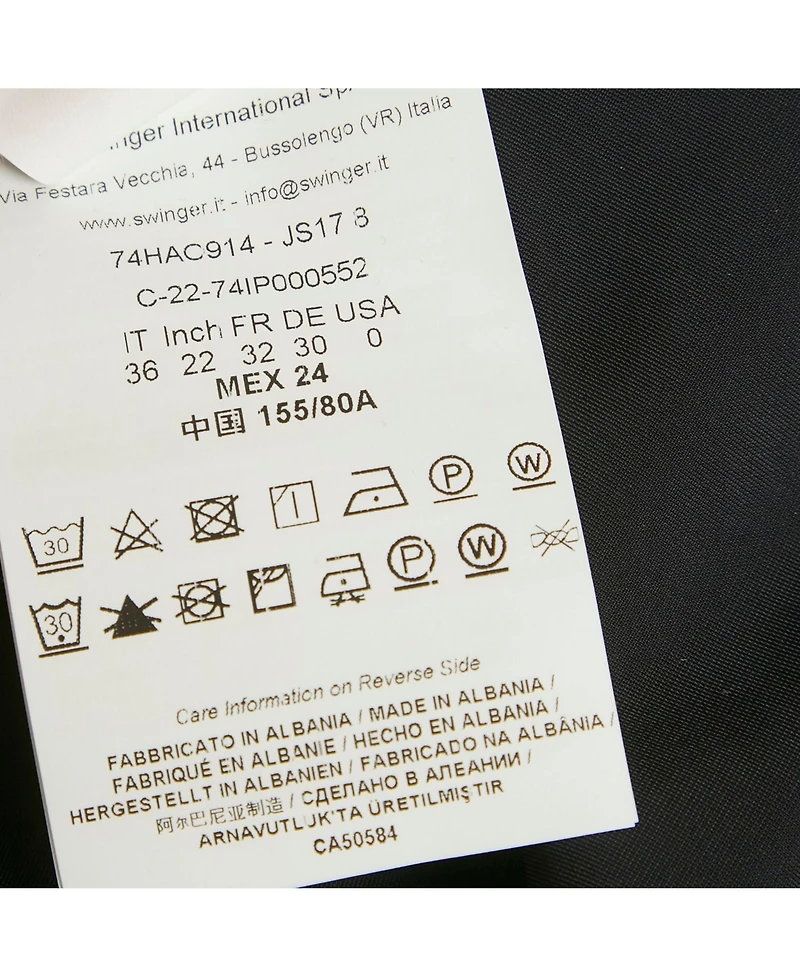 International
Via Festara Vecchia, 44 - Bussolengo (VR) Italia
www.swinger.it - info@swinger.it
74HAC914 - JS17 8
C-22-74IP000552
IT Inch FR DE USA
36 22 32 30 0
MEX 24
中国 155/80A
30 P W
30 P W
Care Information on Reverse Side
FABBRICATO IN ALBANIA / MADE IN ALBANIA /
FABRIQUÉ EN ALBANIE / HECHO EN ALBANIA /
HERGESTELLT IN ALBANIEN / FABRICADO NA ALBÂNIA /
阿尔巴尼亚制造 / СДЕЛАНО В АЛБАНИИ /
ARNAVUTLUK'TA ÜRETILMIŞTIR
CA50584